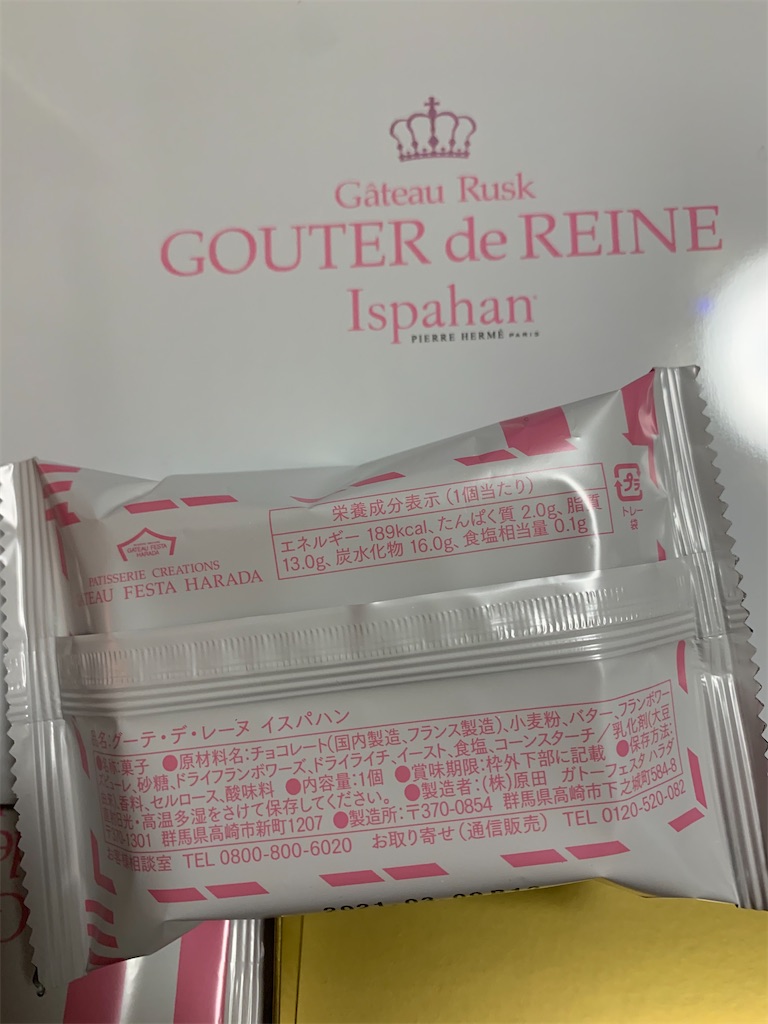 Gâteau Rusk
GOUTER de REINE
Ispahan
PIERRE HERMÉ PARIS
栄養成分表示(1個当たり)
エネルギー 189kcal、たんぱく質 2.0g、脂質
13.0g、炭水化物 16.0g、食塩相当量 0.1g
プラ
トレー
袋
GATEAU FESTA
HARADA
PATISSERIE CREATIONS
TEAU FESTA HARADA
名:グーテ・デ・レーヌ イスパハン
●名称:菓子 ●原材料名:チョコレート(国内製造、フランス製造)、小麦粉、バター、フランボワー
ズピューレ、砂糖、ドライフランボワーズ、ドライライチ、イースト、食塩、コーンスターチ/乳化剤(大豆
由来)、香料、セルロース、酸味料 ●内容量:1個 ●賞味期限:枠外下部に記載 ●保存方法:
直射日光・高温多湿をさけて保存してください。 ●製造者:(株)原田 ガトーフェスタ ハラダ
〒370-1301 群馬県高崎市新町1207 ●製造所:〒370-0854 群馬県高崎市下之城町584-8
お客様相談室 TEL 0800-800-6020 お取り寄せ(通信販売) TEL 0120-520-082